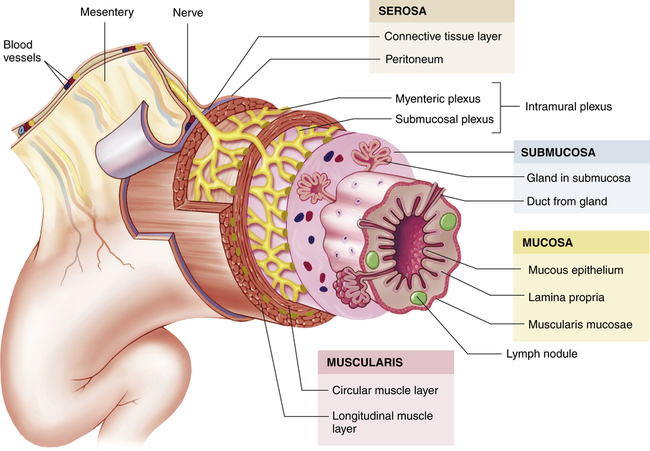 Mesentery
Nerve
Blood
vessels
SEROSA
Connective tissue layer
Peritoneum
Myenteric plexus
Submucosal plexus
Intramural plexus
SUBMUCOSA
Gland in submucosa
Duct from gland
MUCOSA
Mucous epithelium
Lamina propria
Muscularis mucosae
Lymph nodule
MUSCULARIS
Circular muscle layer
Longitudinal muscle
layer